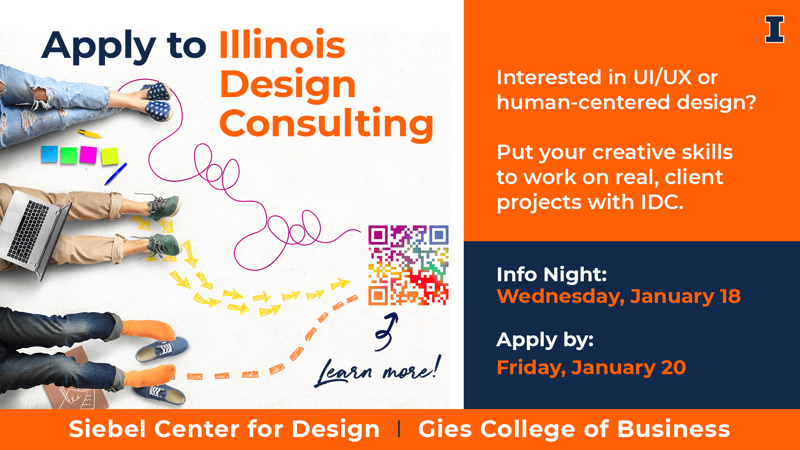 Apply to Illinois
Design
Consulting
Learn more!
I
Interested in UI/UX or
human-centered design?
Put your creative skills
to work on real, client
projects with IDC.
Info Night:
Wednesday, January 18
Apply by:
Friday, January 20
Siebel Center for Design | Gies College of Business